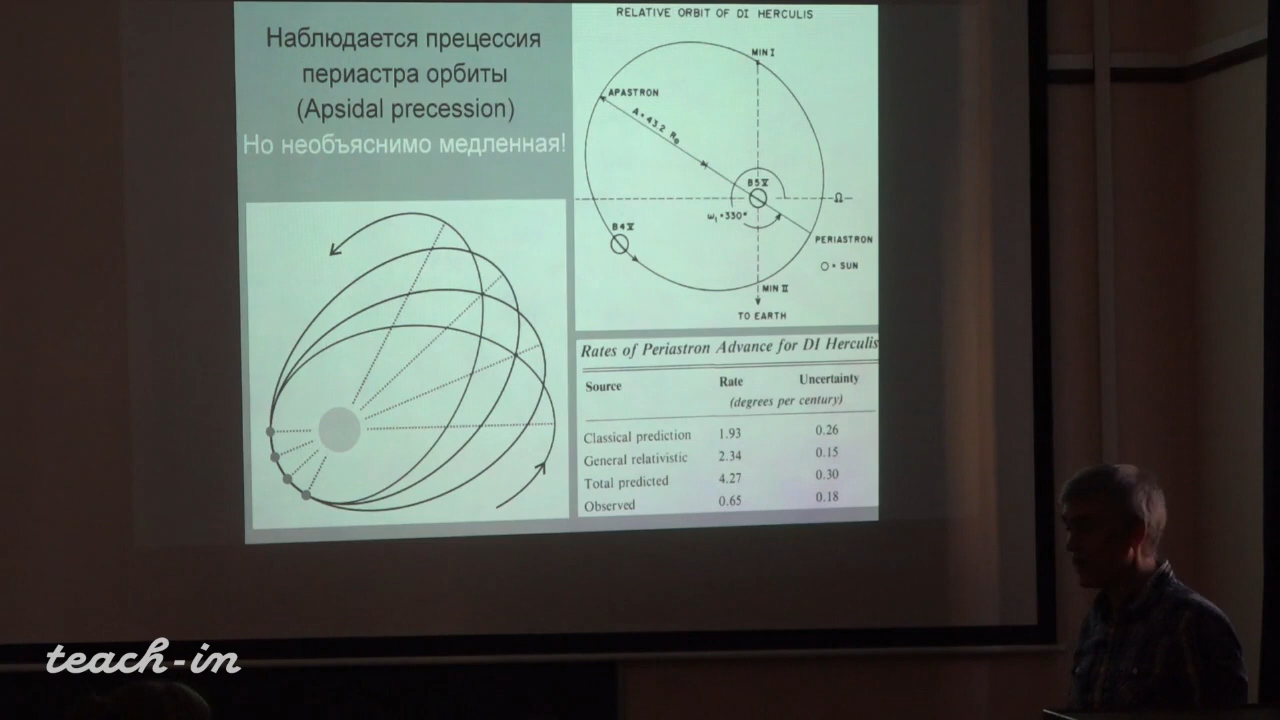 Наблюдается прецессия
периастра орбиты
(Apsidal precession)
Но необъяснимо медленная!
RELATIVE ORBIT OF DI HERCULIS
MIN I
APASTRON
A = 43.2 R⊙
B5V
Ω
ω₁=330°
B4V
PERIASTRON
O = SUN
MIN II
TO EARTH
Rates of Periastron Advance for DI Herculis
Source Rate Uncertainty
(degrees per century)
Classical prediction 1.93 0.26
General relativistic 2.34 0.15
Total predicted 4.27 0.30
Observed 0.65 0.18
teach-in